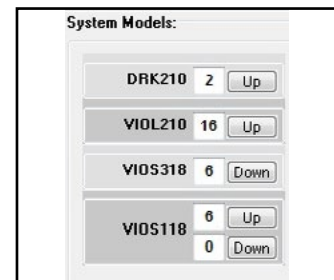 System Models:
DRK210 2 Up
VIOL210 16 Up
VIOS318 6 Down
VIOS118 6 Up
0 Down